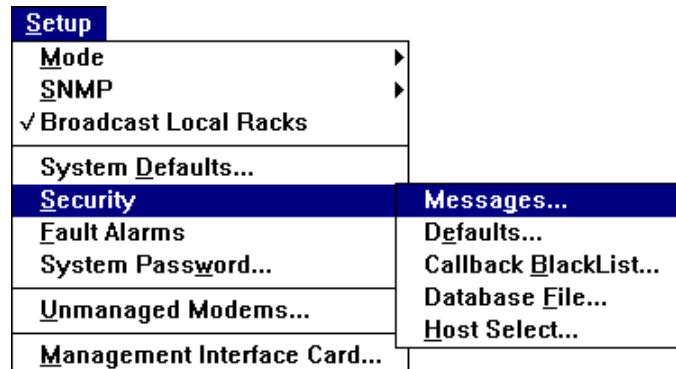 Setup
Mode
SNMP
✓ Broadcast Local Racks
System Defaults...
Security
Fault Alarms
System Password...
Unmanaged Modems...
Management Interface Card...
Messages...
Defaults...
Callback BlackList...
Database File...
Host Select...